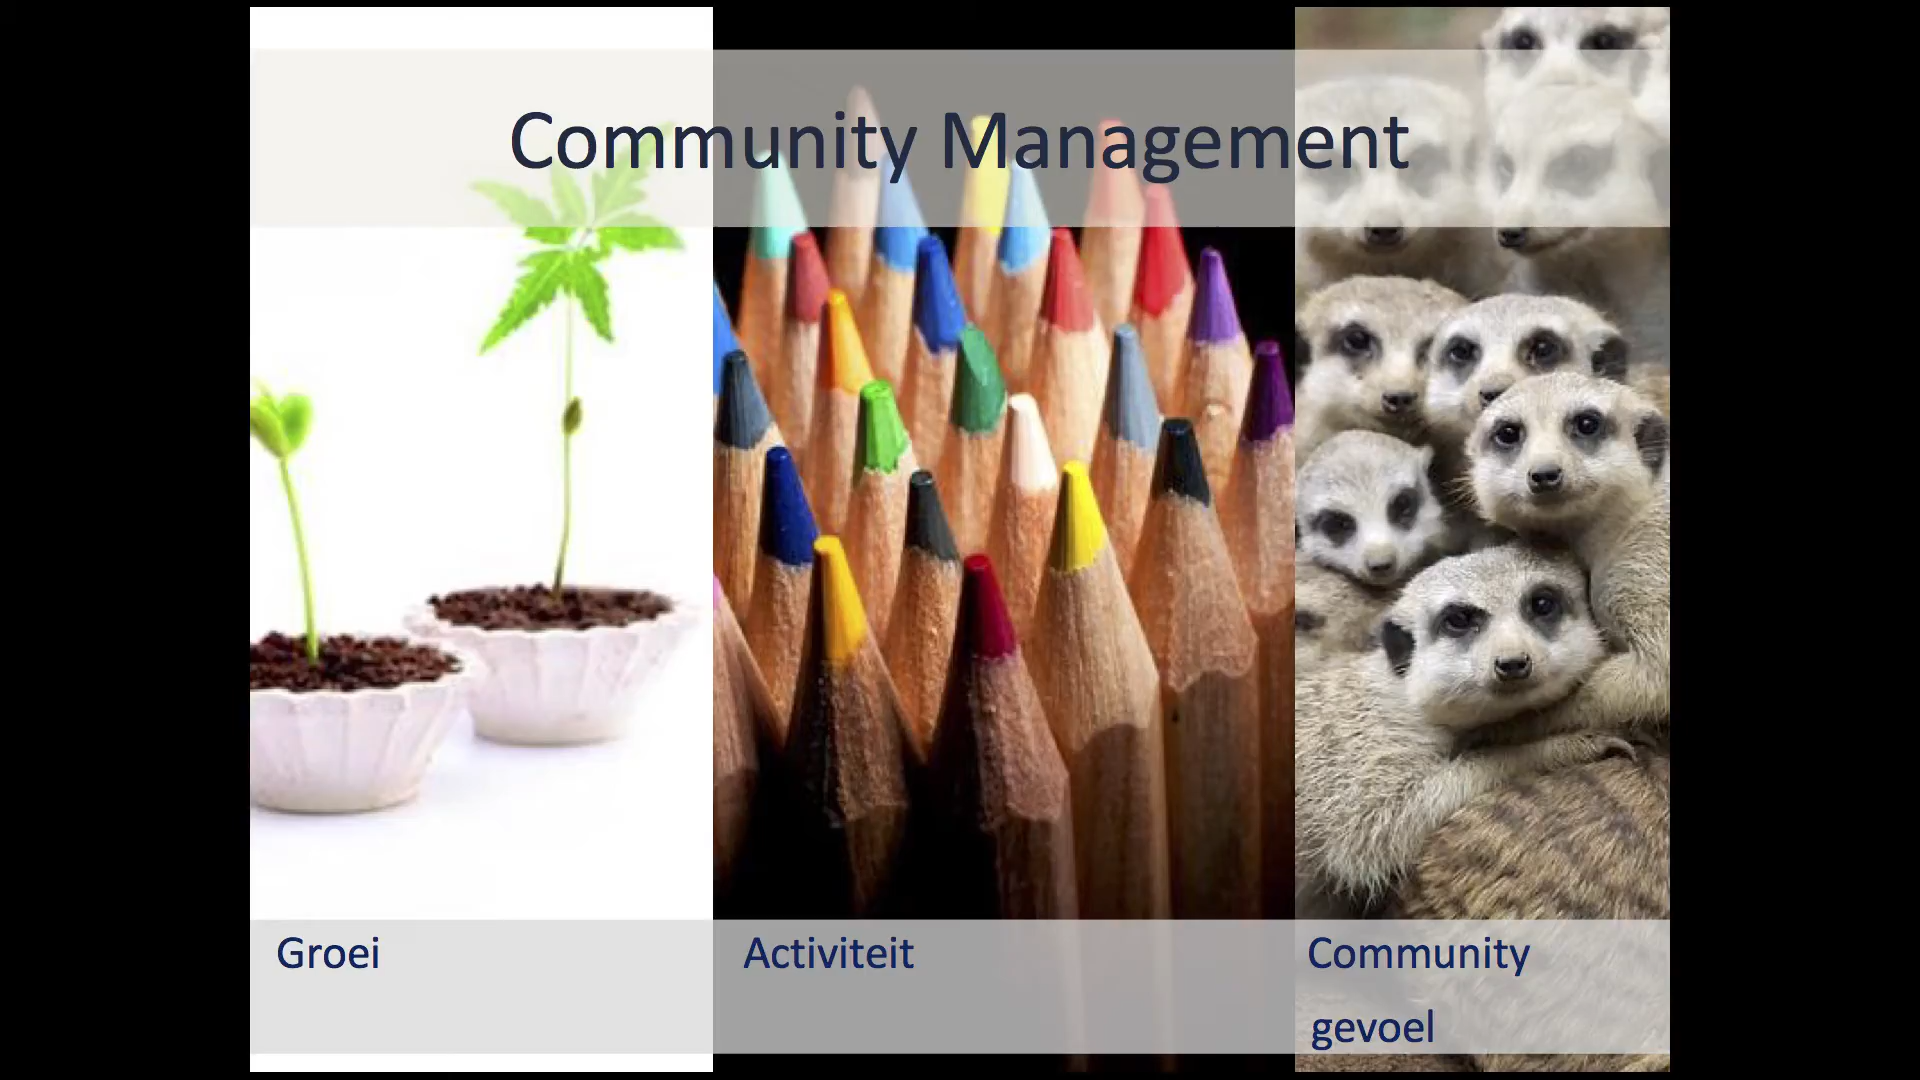 Community Management
Groei
Activiteit
Community
gevoel